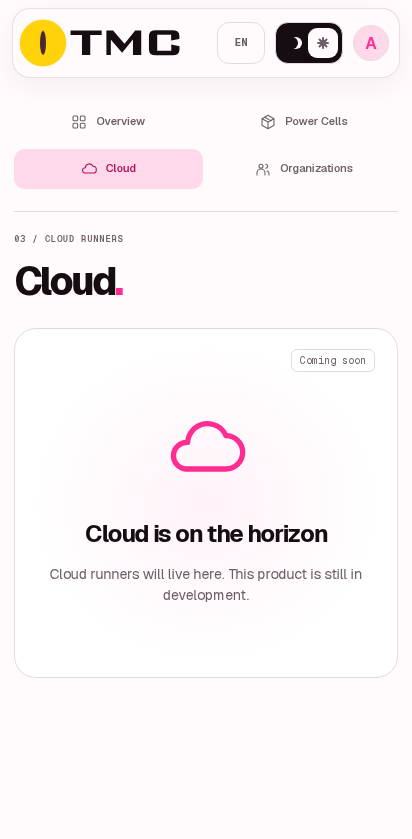 TMC
EN
A
Overview
Power Cells
Cloud
Organizations
03 / CLOUD RUNNERS
Cloud.
Coming soon
Cloud is on the horizon
Cloud runners will live here. This product is still in
development.